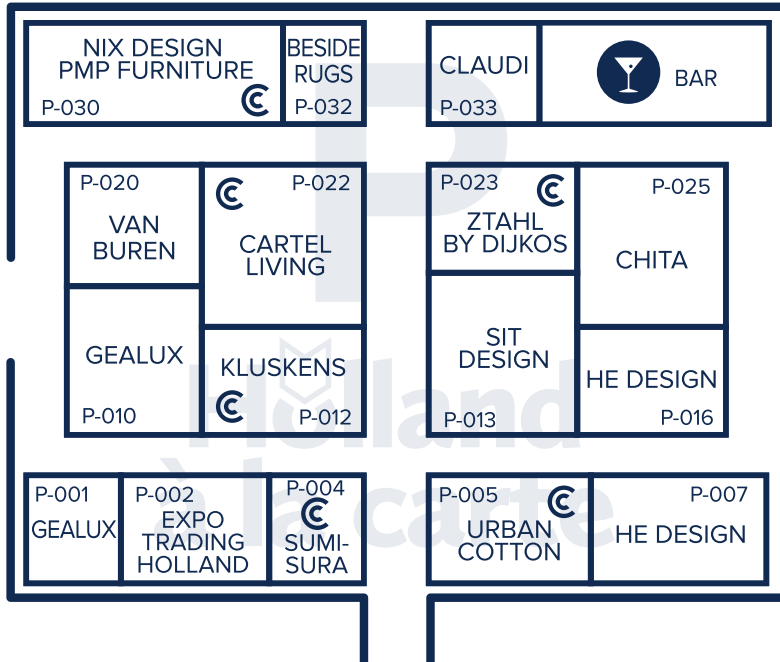 NIX DESIGN
PMP FURNITURE
P-030
BESIDE
RUGS
P-032
CLAUDI
P-033
BAR
P-020
VAN
BUREN
P-022
CARTEL
LIVING
P-023
ZTAHL
BY DIJKOS
P-025
CHITA
GEALUX
P-010
KLUSKENS
P-012
SIT
DESIGN
P-013
HE DESIGN
P-016
P-001
GEALUX
P-002
EXPO
TRADING
HOLLAND
P-004
SUMI-
SURA
P-005
URBAN
COTTON
P-007
HE DESIGN
P
Holland
à la carte